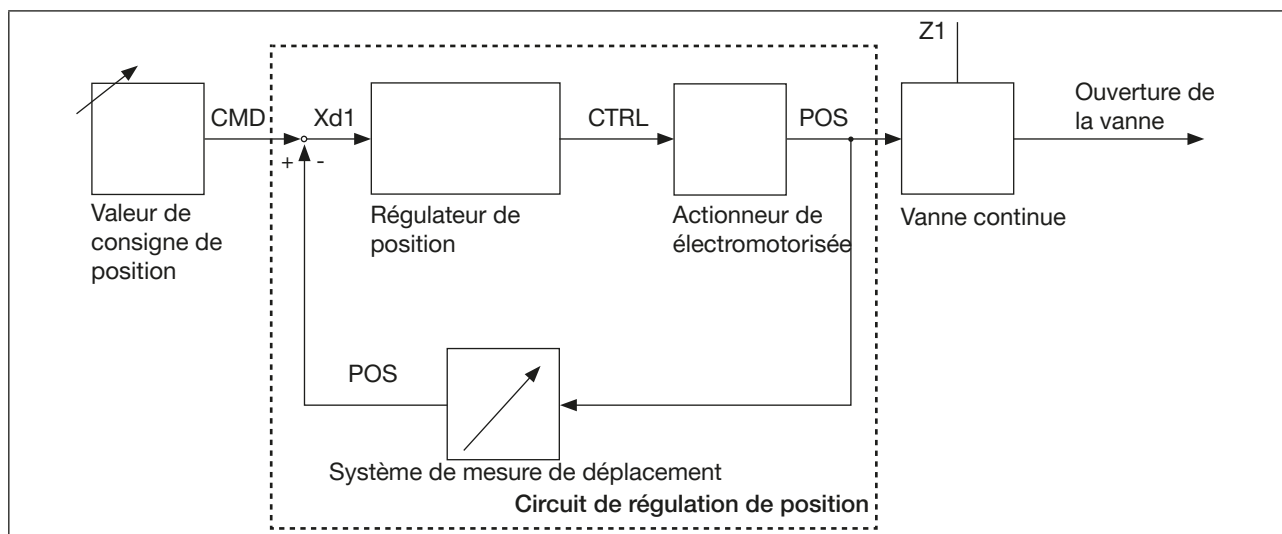 Z1
CMD
Xd1
CTRL
POS
Ouverture de
la vanne
+
-
Valeur de
consigne de
position
Régulateur de
position
Actionneur de
électromotorisée
Vanne continue
POS
Système de mesure de déplacement
Circuit de régulation de position